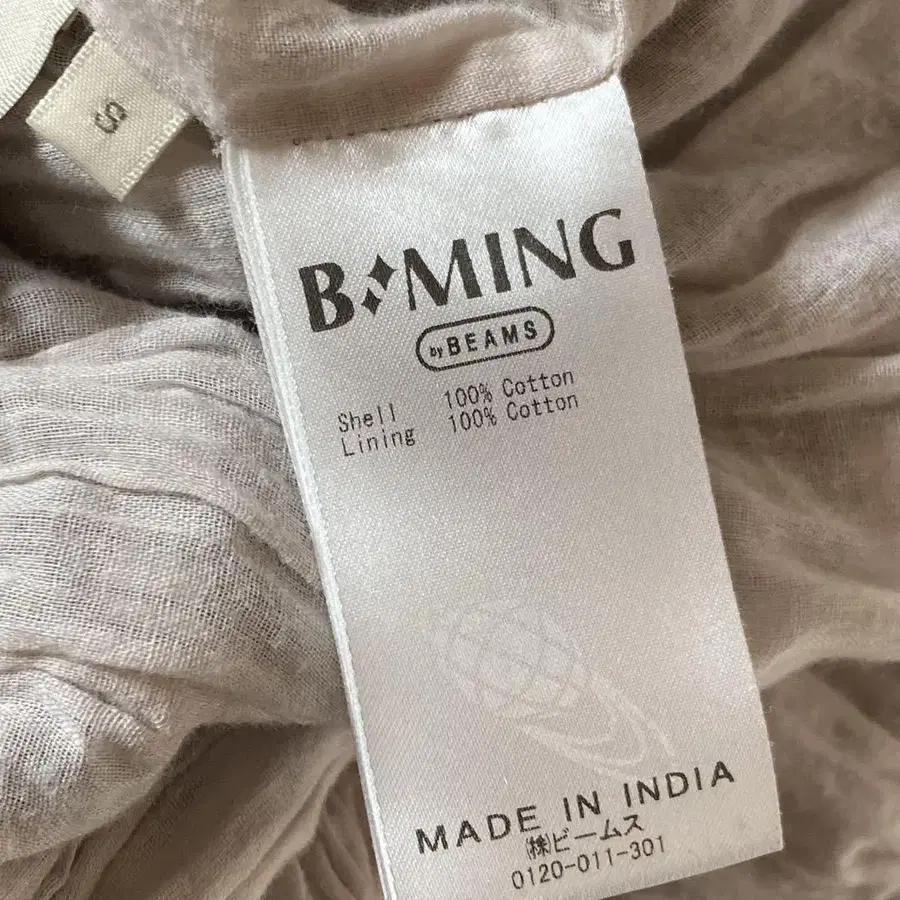 S
B MING
by BEAMS
Shell 100% Cotton
Lining 100% Cotton
MADE IN INDIA
㈱ビームス
0120-011-301